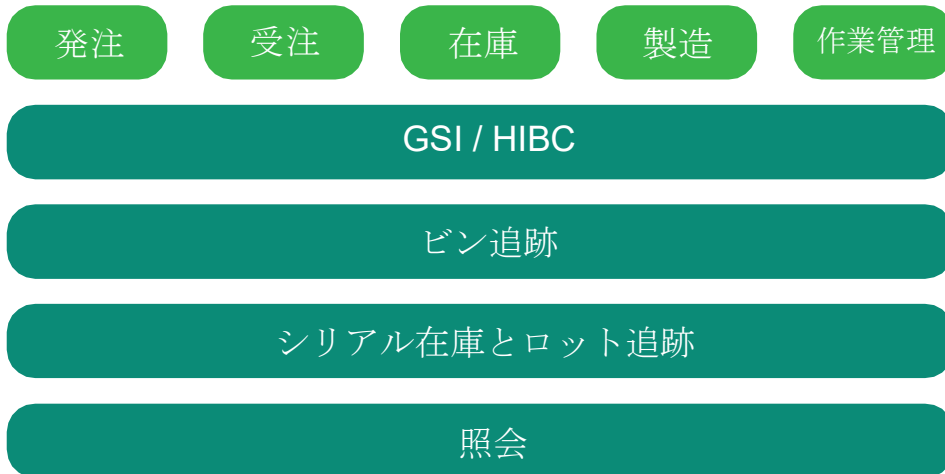 発注
受注
在庫
製造
作業管理
GSI / HIBC
ビン追跡
シリアル在庫とロット追跡
照会